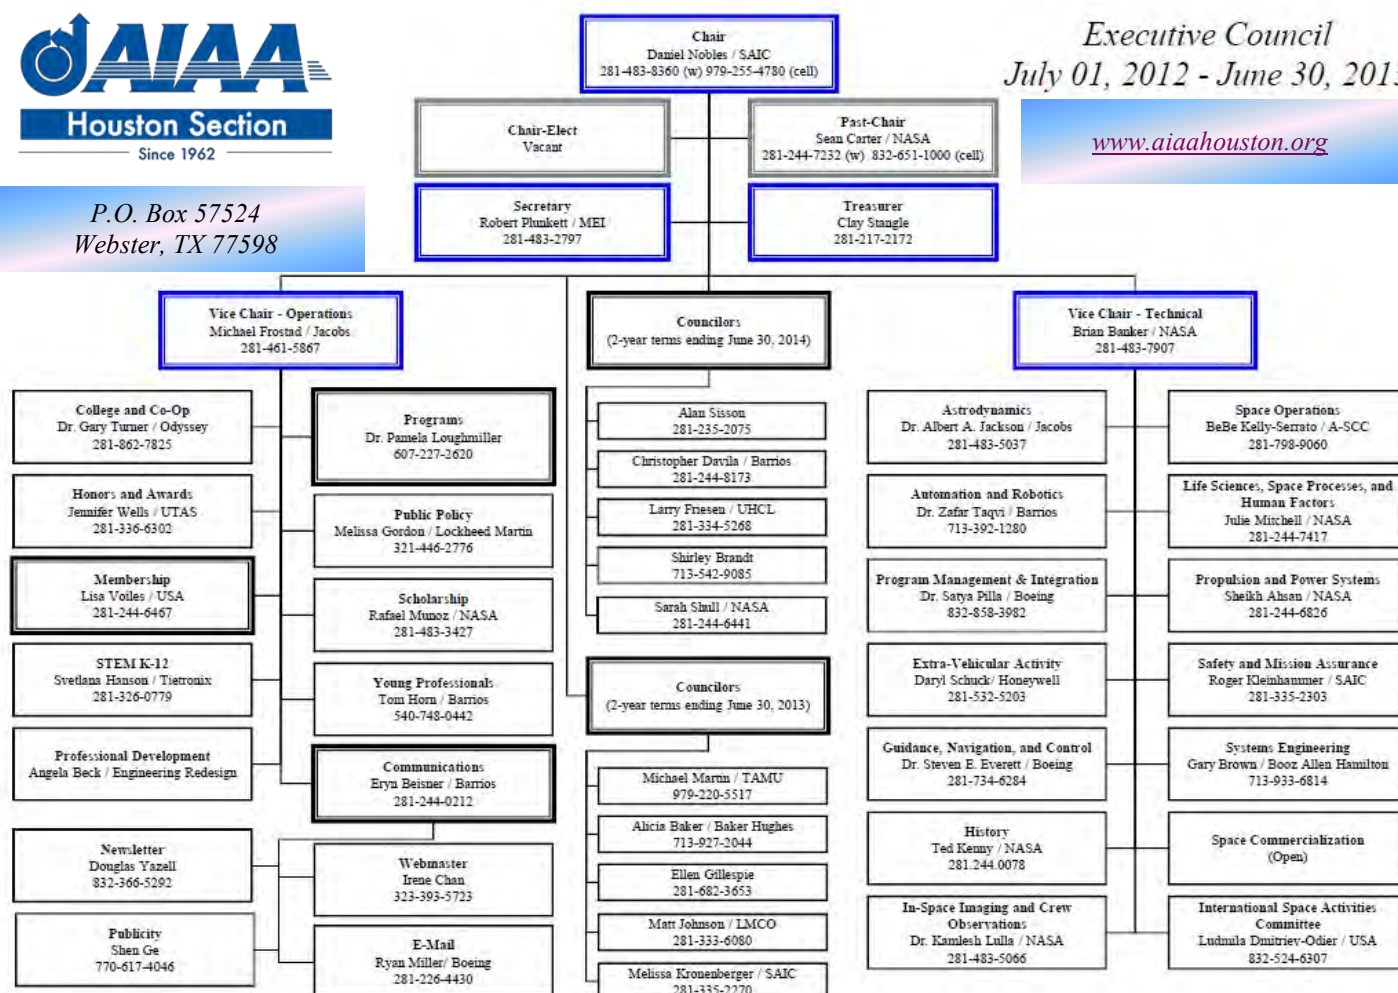 AIAA
Houston Section
Since 1962
P.O. Box 57524
Webster, TX 77598
Executive Council
July 01, 2012 - June 30, 2013
www.aiaahouston.org
Chair
Daniel Nobles / SAIC
281-483-8360 (w) 979-255-4780 (cell)
Chair-Elect
Vacant
Past-Chair
Sean Carter / NASA
281-244-7232 (w) 832-651-1000 (cell)
Secretary
Robert Plunkett / MEI
281-483-2797
Treasurer
Clay Stangle
281-217-2172
Vice Chair - Operations
Michael Frostad / Jacobs
281-461-5867
College and Co-Op
Dr. Gary Turner / Odyssey
281-862-7825
Honors and Awards
Jennifer Wells / UTAS
281-336-6302
Membership
Lisa Voiles / USA
281-244-6467
STEM K-12
Svetlana Hanson / Tietronix
281-326-0779
Professional Development
Angela Beck / Engineering Redesign
Programs
Dr. Pamela Loughmiller
607-227-2620
Public Policy
Melissa Gordon / Lockheed Martin
321-446-2776
Scholarship
Rafael Munoz / NASA
281-483-3427
Young Professionals
Tom Horn / Barrios
540-748-0442
Communications
Eryn Beisner / Barrios
281-244-0212
Newsletter
Douglas Yazell
832-366-5292
Publicity
Shen Ge
770-617-4046
Webmaster
Irene Chan
323-393-5723
E-Mail
Ryan Miller/ Boeing
281-226-4430
Councilors
(2-year terms ending June 30, 2014)
Alan Sisson
281-235-2075
Christopher Davila / Barrios
281-244-8173
Larry Friesen / UHCL
281-334-5268
Shirley Brandt
713-542-9085
Sarah Shull / NASA
281-244-6441
Councilors
(2-year terms ending June 30, 2013)
Michael Martin / TAMU
979-220-5517
Alicia Baker / Baker Hughes
713-927-2044
Ellen Gillespie
281-682-3653
Matt Johnson / LMCO
281-333-6080
Melissa Kronenberger / SAIC
281-335-2270
Vice Chair - Technical
Brian Banker / NASA
281-483-7907
Astrodynamics
Dr. Albert A. Jackson / Jacobs
281-483-5037
Automation and Robotics
Dr. Zafar Taqvi / Barrios
713-392-1280
Program Management & Integration
Dr. Satya Pilla / Boeing
832-858-3982
Extra-Vehicular Activity
Daryl Schuck/ Honeywell
281-532-5203
Guidance, Navigation, and Control
Dr. Steven E. Everett / Boeing
281-734-6284
History
Ted Kenny / NASA
281.244.0078
In-Space Imaging and Crew
Observations
Dr. Kamlesh Lulla / NASA
281-483-5066
Space Operations
BeBe Kelly-Serrato / A-SCC
281-798-9060
Life Sciences, Space Processes, and
Human Factors
Julie Mitchell / NASA
281-244-7417
Propulsion and Power Systems
Sheikh Ahsan / NASA
281-244-6826
Safety and Mission Assurance
Roger Kleinhammer / SAIC
281-335-2303
Systems Engineering
Gary Brown / Booz Allen Hamilton
713-933-6814
Space Commercialization
(Open)
International Space Activities
Committee
Ludmila Dmitriev-Odier / USA
832-524-6307